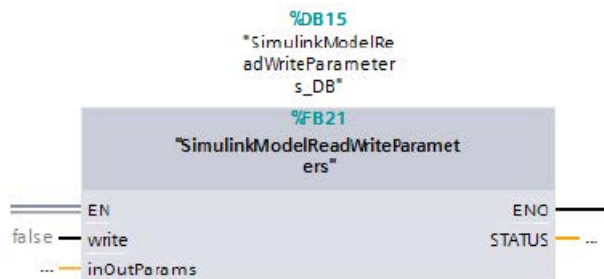 %DB15
"SimulinkModelRe
adWriteParameter
s_DB"
%FB21
"SimulinkModelReadWriteParamet
ers"
EN ENO
false write STATUS ...
... inOutParams